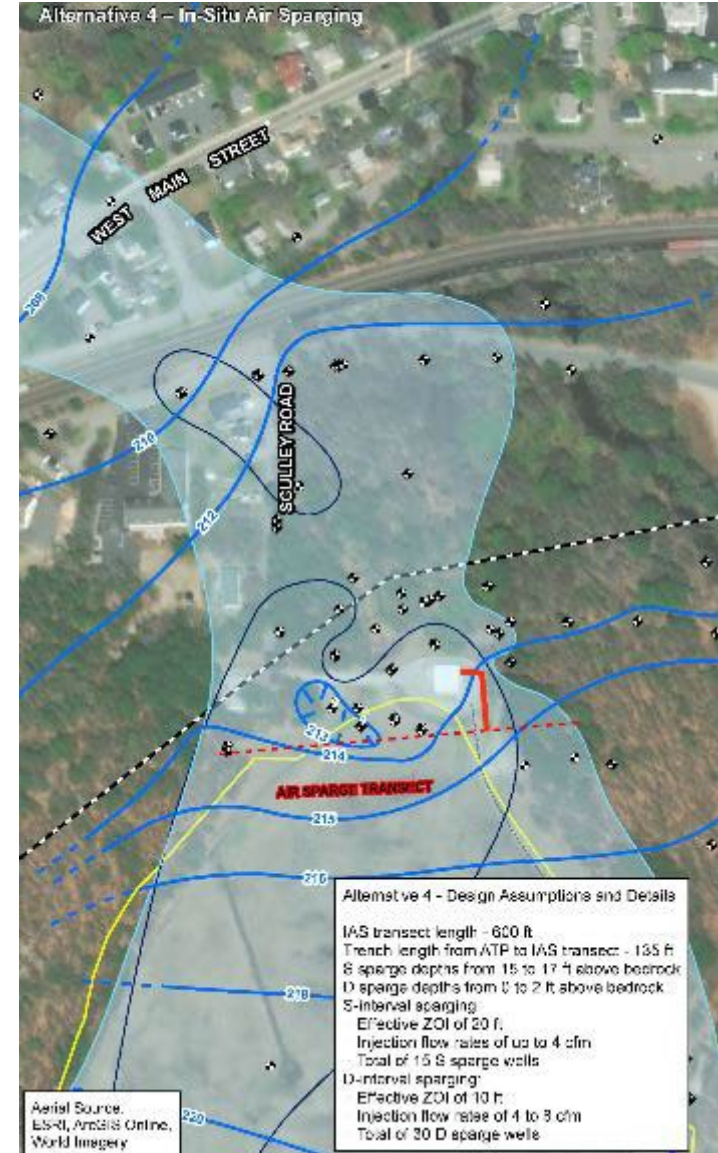 Alternative 4 – In-Situ Air Sparging
WEST MAIN STREET
208
210
SCULLEY ROAD
212
213
214
AIR SPARGE TRANSECT
215
216
218
220
Alternative 4 - Design Assumptions and Details
IAS transect length - 600 ft
Trench length from ATP to IAS transect - 135 ft
S sparge depths from 15 to 17 ft above bedrock
D sparge depths from 0 to 2 ft above bedrock
S-interval sparging:
Effective ZOI of 20 ft
Injection flow rates of up to 4 cfm
Total of 15 S sparge wells
D-interval sparging:
Effective ZOI of 10 ft
Injection flow rates of 4 to 8 cfm
Total of 30 D sparge wells
Aerial Source:
ESRI, ArcGIS Online,
World Imagery